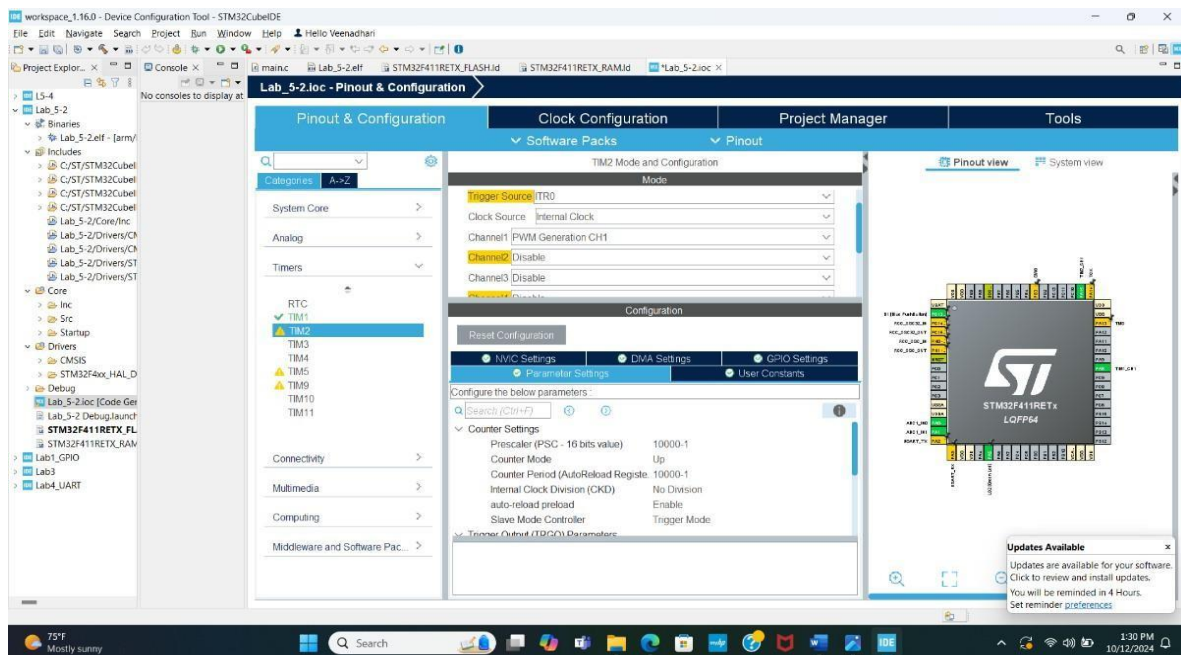 workspace_1.16.0 - Device Configuration Tool - STM32CubeIDE
File Edit Navigate Search Project Run Window Help Hello Veenadhari
Project Explor...
Console
main.c
Lab_5-2.elf
STM32F411RETX_FLASH.ld
STM32F411RETX_RAM.ld
*Lab_5-2.ioc
No consoles to display at
L5-4
Lab_5-2
Binaries
Lab_5-2.elf - [arm/l
Includes
C:/ST/STM32CubeI
C:/ST/STM32CubeI
C:/ST/STM32CubeI
C:/ST/STM32CubeI
Lab_5-2/Core/Inc
Lab_5-2/Drivers/CM
Lab_5-2/Drivers/CM
Lab_5-2/Drivers/ST
Lab_5-2/Drivers/ST
Core
Inc
Src
Startup
Drivers
CMSIS
STM32F4xx_HAL_D
Debug
Lab_5-2.ioc [Code Ger
Lab_5-2 Debug.launch
STM32F411RETX_FL
STM32F411RETX_RAM
Lab1_GPIO
Lab3
Lab4_UART
Lab_5-2.ioc - Pinout & Configuration
Pinout & Configuration
Clock Configuration
Project Manager
Tools
Software Packs
Pinout
Categories
A->Z
System Core
Analog
Timers
RTC
TIM1
TIM2
TIM3
TIM4
TIM5
TIM9
TIM10
TIM11
Connectivity
Multimedia
Computing
Middleware and Software Pac...
TIM2 Mode and Configuration
Mode
Trigger Source ITR0
Clock Source Internal Clock
Channel1 PWM Generation CH1
Channel2 Disable
Channel3 Disable
Configuration
Reset Configuration
NVIC Settings
DMA Settings
GPIO Settings
Parameter Settings
User Constants
Configure the below parameters :
Search (Ctrl+F)
Counter Settings
Prescaler (PSC - 16 bits value) 10000-1
Counter Mode Up
Counter Period (AutoReload Registe. 10000-1
Internal Clock Division (CKD) No Division
auto-reload preload Enable
Slave Mode Controller Trigger Mode
Trigger Output (TRGO) Parameters
Pinout view
System view
STM32F411RETx
LQFP64
Updates Available
Updates are available for your software.
Click to review and install updates.
You will be reminded in 4 Hours.
Set reminder preferences
75°F
Mostly sunny
Search
IDE
1:30 PM
10/12/2024